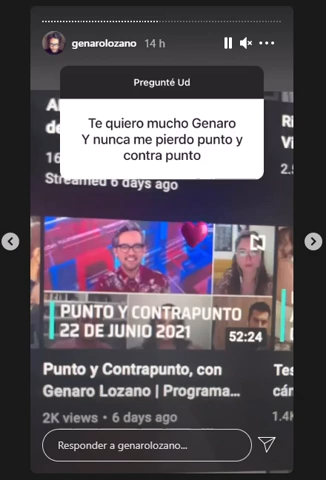 genarolozano 14 h
Pregunté Ud
Te quiero mucho Genaro
Y nunca me pierdo punto y
contra punto
Streamed 6 days ago
N
PUNTO Y CONTRAPUNTO
22 DE JUNIO 2021
52:24
Punto y Contrapunto, con
Genaro Lozano | Programa...
2K views • 6 days ago
1.4K
Responder a genarolozano...